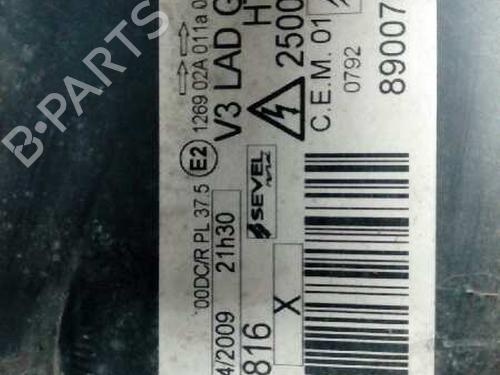 B-PARTS
1269 02A 011a 0
00DC/R PL 37.5
E2
V3 LAD G
HT
2500
C.E.M. 01
0792
89007
4/2009 21h30
SEVEL
816
X